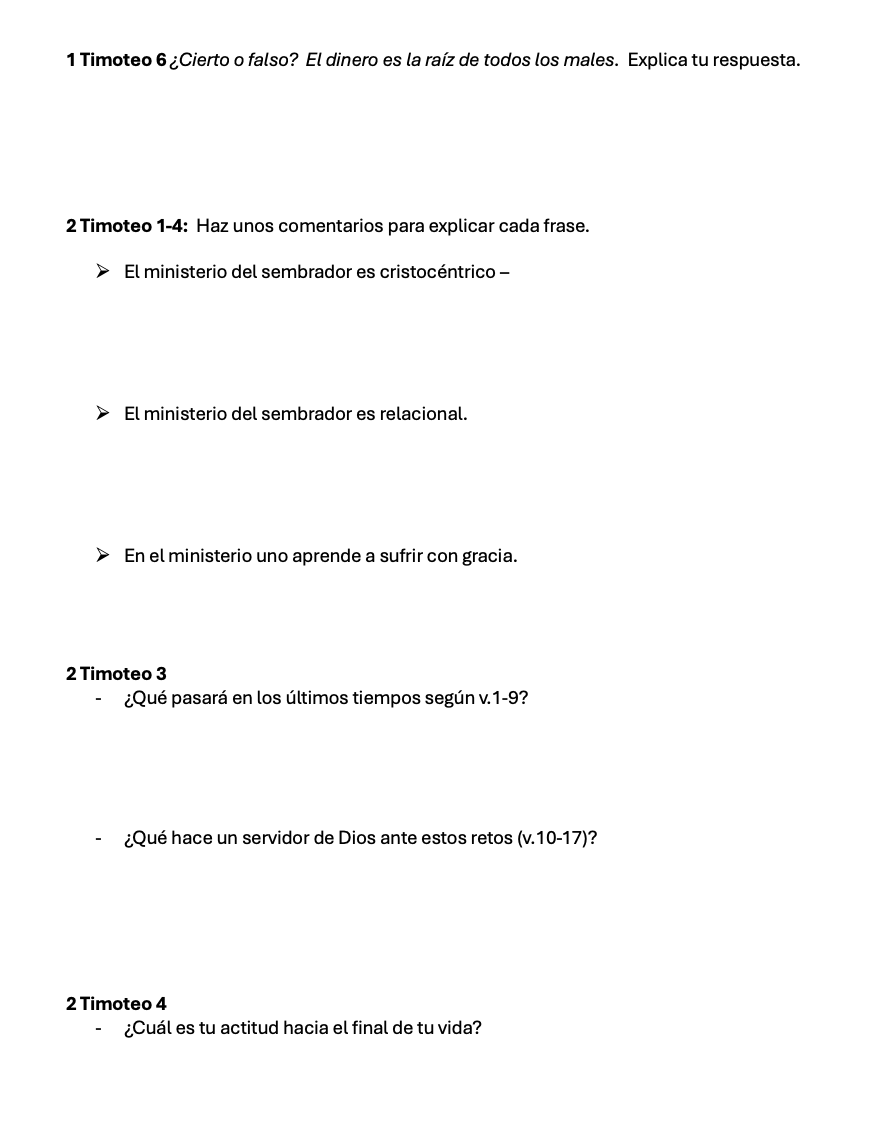 1 Timoteo 6 ¿Cierto o falso?  El dinero es la raíz de todos los males.  Explica tu respuesta.
2 Timoteo 1-4:  Haz unos comentarios para explicar cada frase.
➢ El ministerio del sembrador es cristocéntrico –
➢ El ministerio del sembrador es relacional.
➢ En el ministerio uno aprende a sufrir con gracia.
2 Timoteo 3
- ¿Qué pasará en los últimos tiempos según v.1-9?
- ¿Qué hace un servidor de Dios ante estos retos (v.10-17)?
2 Timoteo 4
- ¿Cuál es tu actitud hacia el final de tu vida?